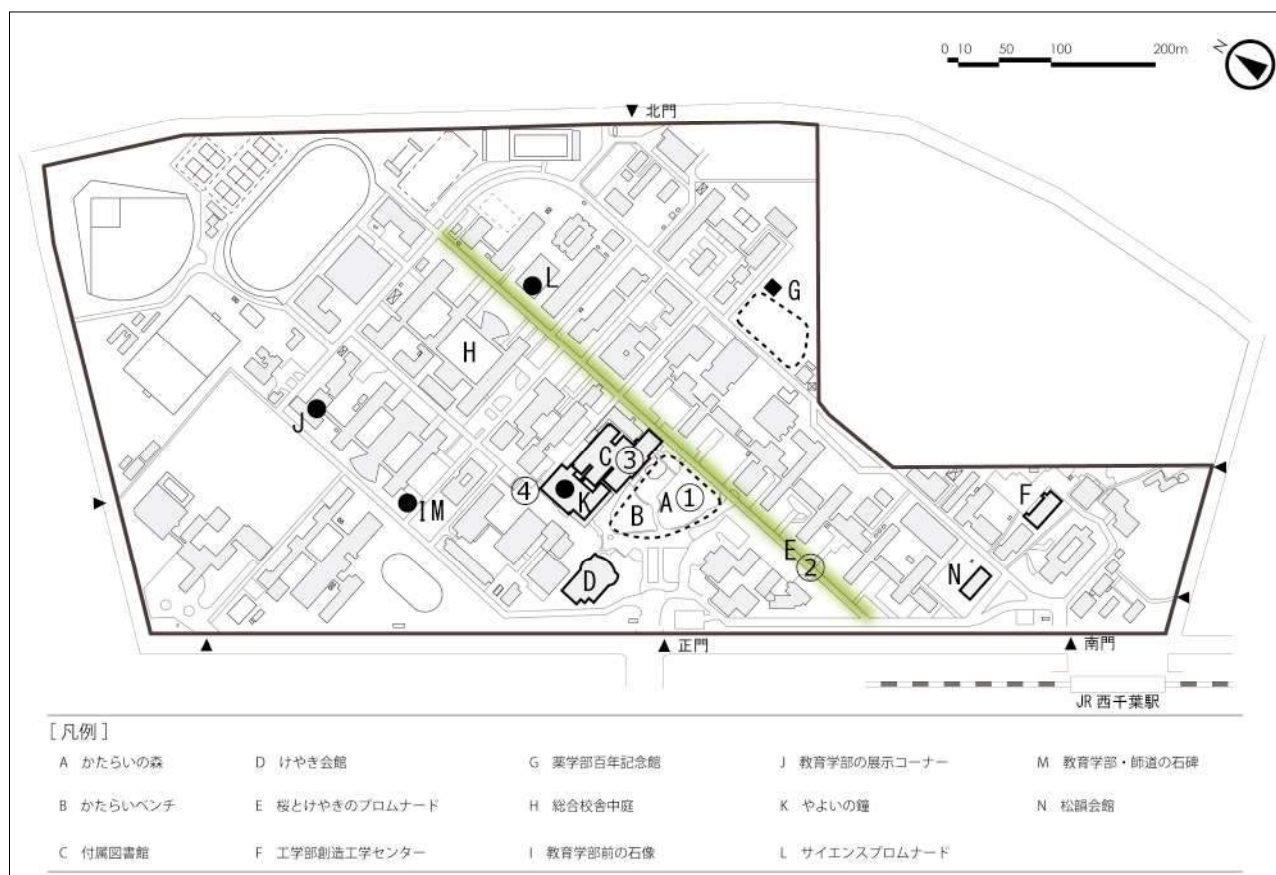 0 10 50 100 200m
N
▼ 北門
L
G
H
J
C ③
④
K
A ①
B
I M
F
E
②
N
D
▲ 正門
▲ 南門
JR 西千葉駅
[ 凡例 ]
A かたらいの森 D けやき会館 G 薬学部百年記念館 J 教育学部の展示コーナー M 教育学部・師道の石碑
B かたらいベンチ E 桜とけやきのプロムナード H 総合校舎中庭 K やよいの鐘 N 松韻会館
C 付属図書館 F 工学部創造工学センター I 教育学部前の石像 L サイエンスプロムナード